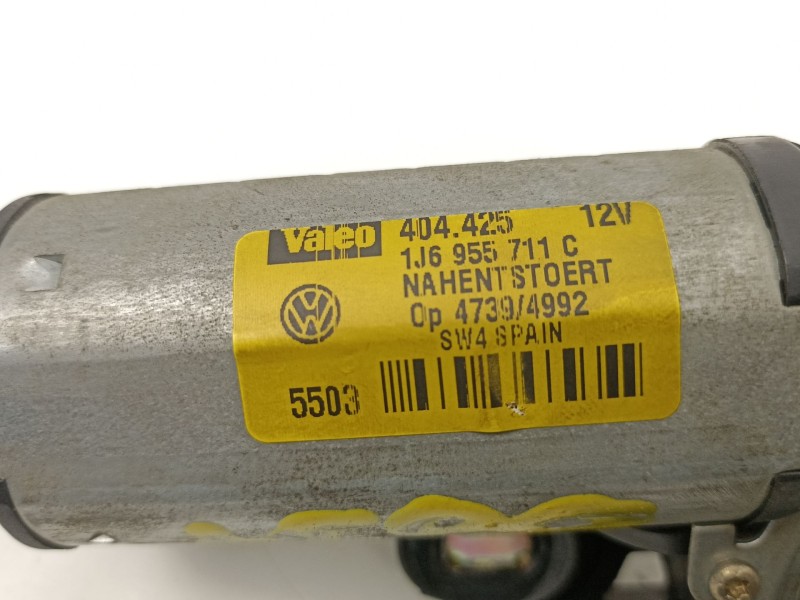 Valeo 404.425 12V
1J6 955 711 C
NAHENTSTOERT
Op 4739/4992
SW4 SPAIN
5503